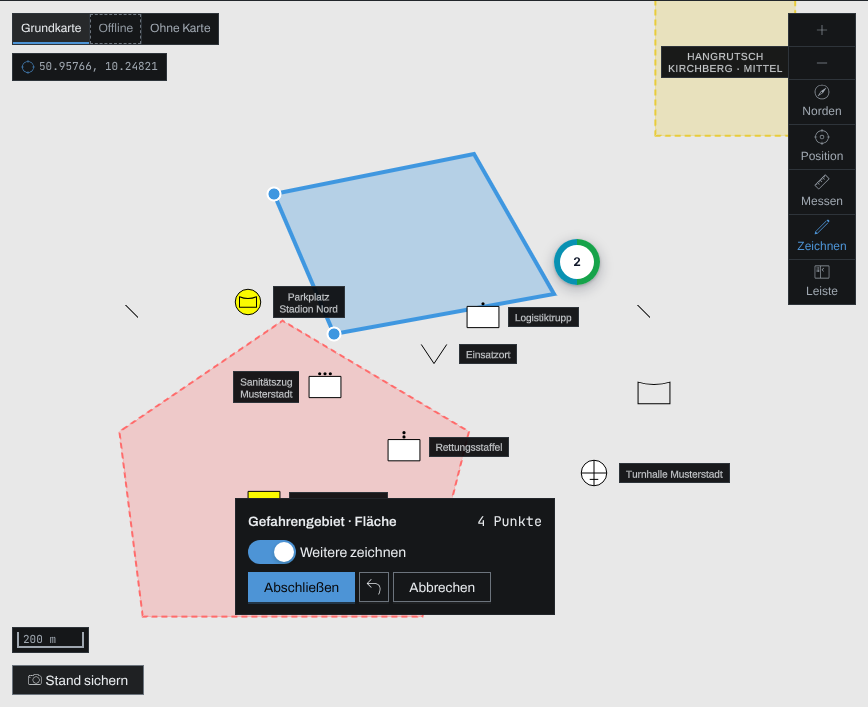 Grundkarte Offline Ohne Karte
50.95766, 10.24821
HANGRUTSCH
KIRCHBERG · MITTEL
+
−
Norden
Position
Messen
Zeichnen
Leiste
2
Parkplatz
Stadion Nord
Logistiktrupp
Einsatzort
Sanitätszug
Musterstadt
Rettungsstaffel
Turnhalle Musterstadt
Gefahrengebiet · Fläche 4 Punkte
Weitere zeichnen
Abschließen Abbrechen
200 m
Stand sichern